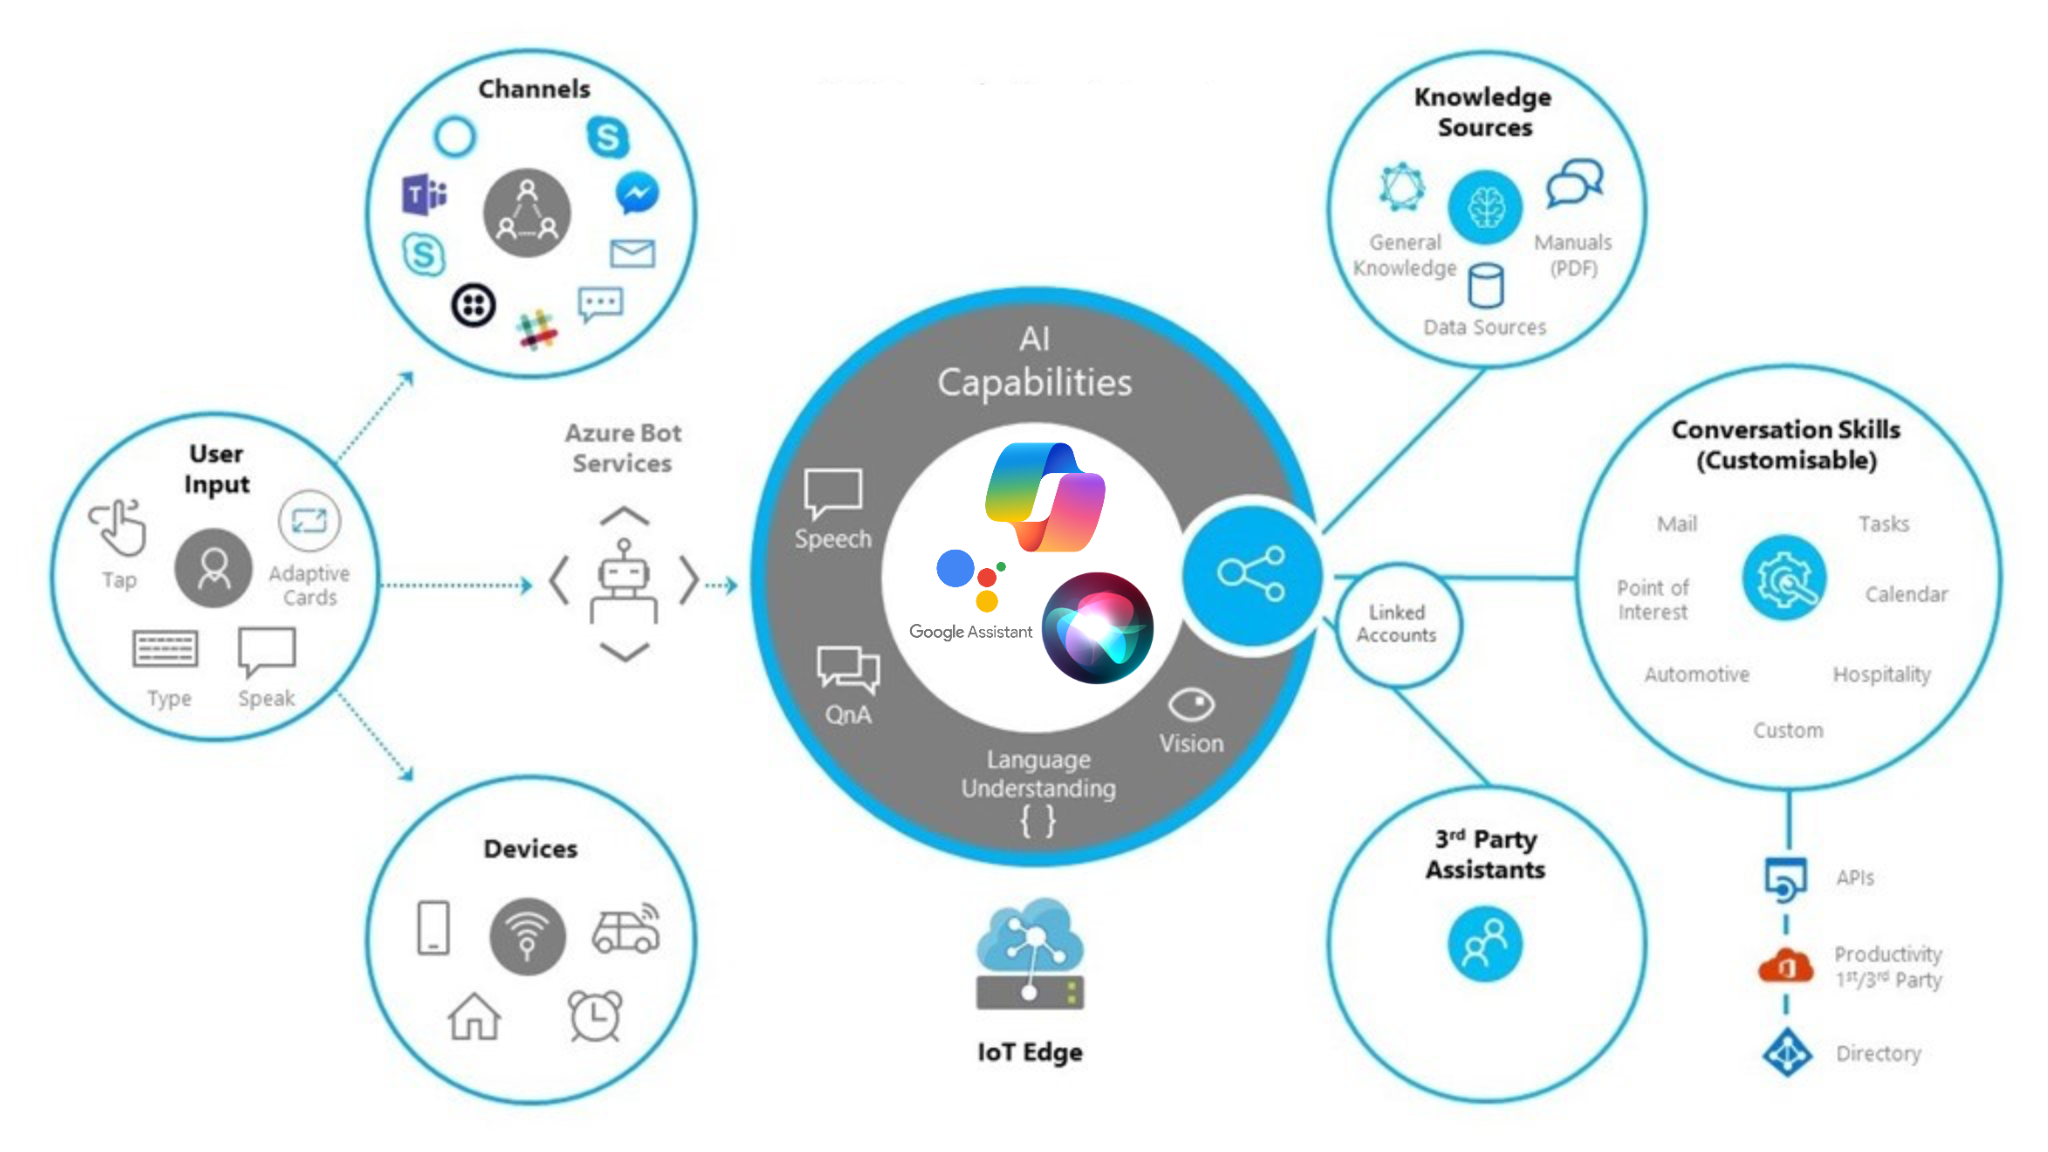 Channels
User
Input
Tap
Adaptive
Cards
Type
Speak
Devices
Azure Bot
Services
AI
Capabilities
Speech
QnA
Language
Understanding
{ }
Vision
Google Assistant
IoT Edge
Knowledge
Sources
General
Knowledge
Manuals
(PDF)
Data Sources
Linked
Accounts
Conversation Skills
(Customisable)
Mail
Tasks
Point of
Interest
Calendar
Automotive
Hospitality
Custom
3rd Party
Assistants
APIs
Productivity
1st/3rd Party
Directory